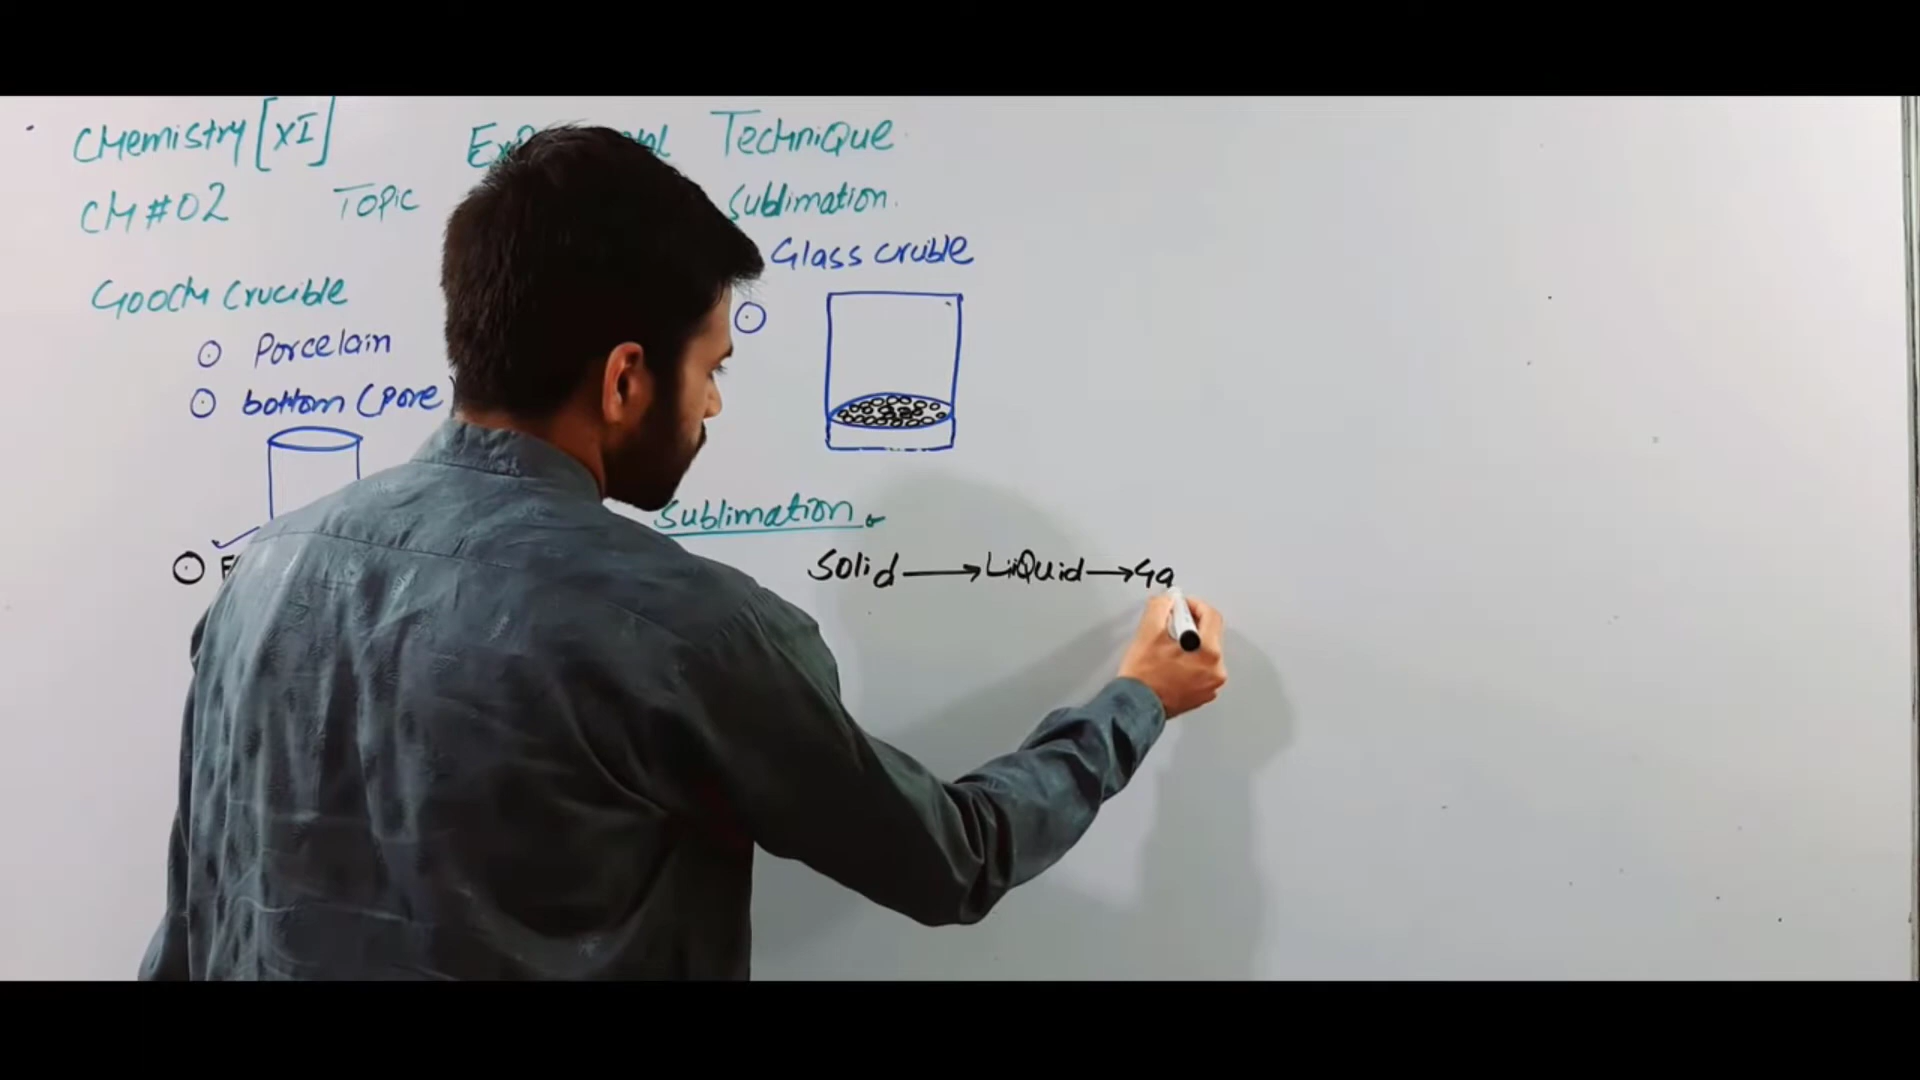 Chemistry [XI] Technique
CH # 02 Topic Sublimation.
Glass cruble
Gooch Crucible
Porcelain
bottom (Pore)
Sublimation
Solid → Liquid → Ga